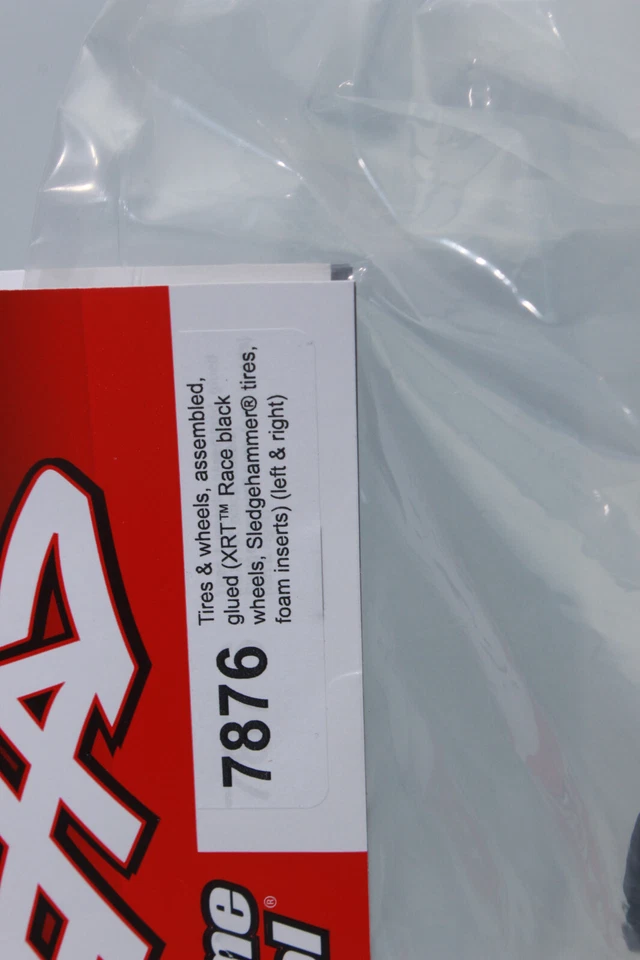 7876
Tires & wheels, assembled,
glued (XRT™ Race black
wheels, Sledgehammer® tires,
foam inserts) (left & right)
®